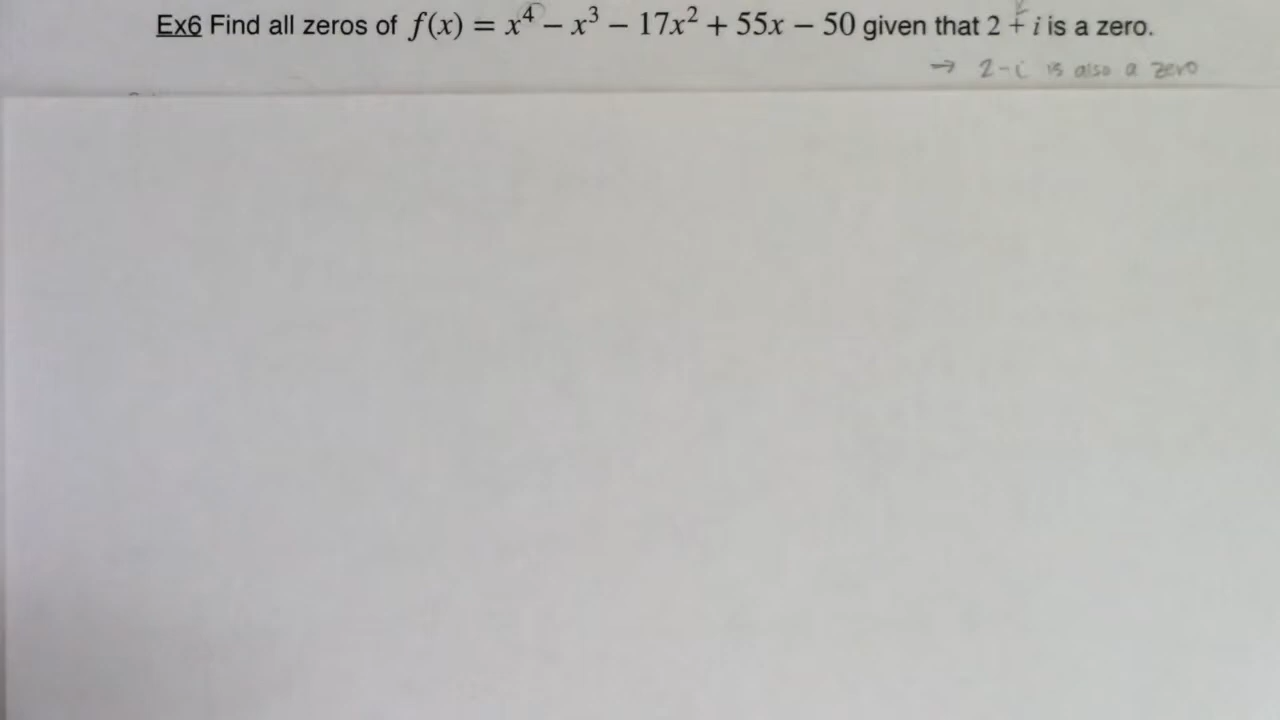 Ex6 Find all zeros of f(x) = x⁴ − x³ − 17x² + 55x − 50 given that 2 + i is a zero.
→ 2-i is also a zero